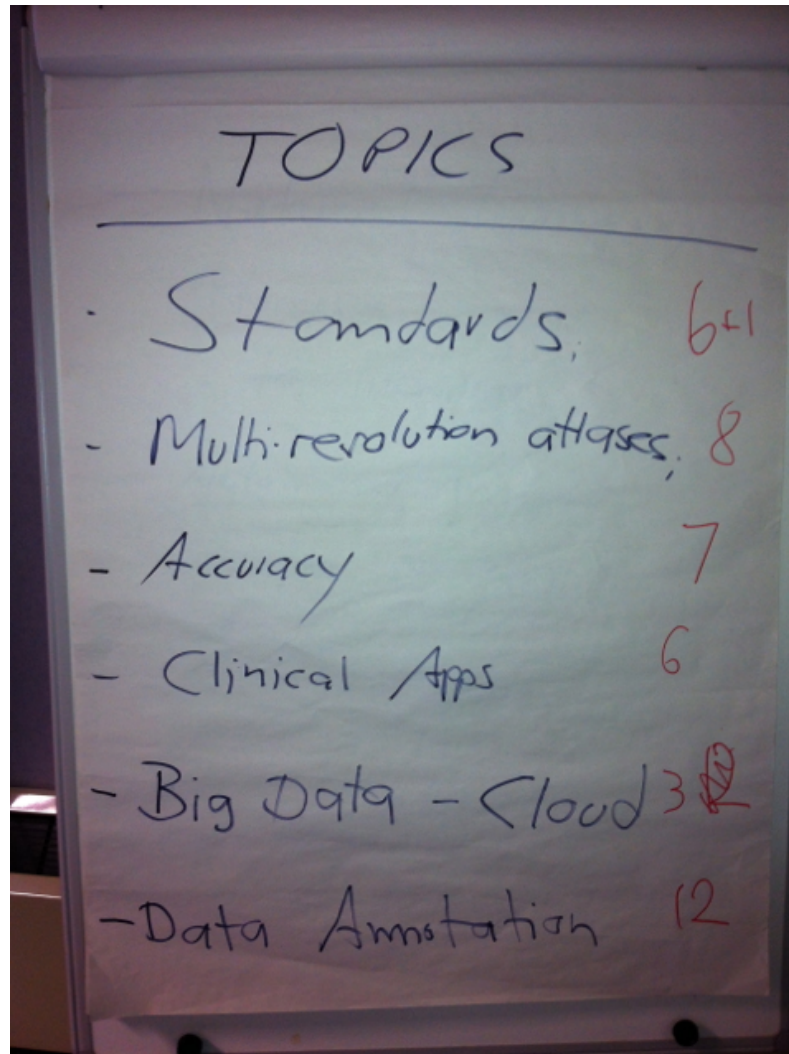 TOPICS
- Standards, 6+1
- Multi-resolution atlases, 8
- Accuracy 7
- Clinical Apps 6
- Big Data - Cloud 3
- Data Annotation 12